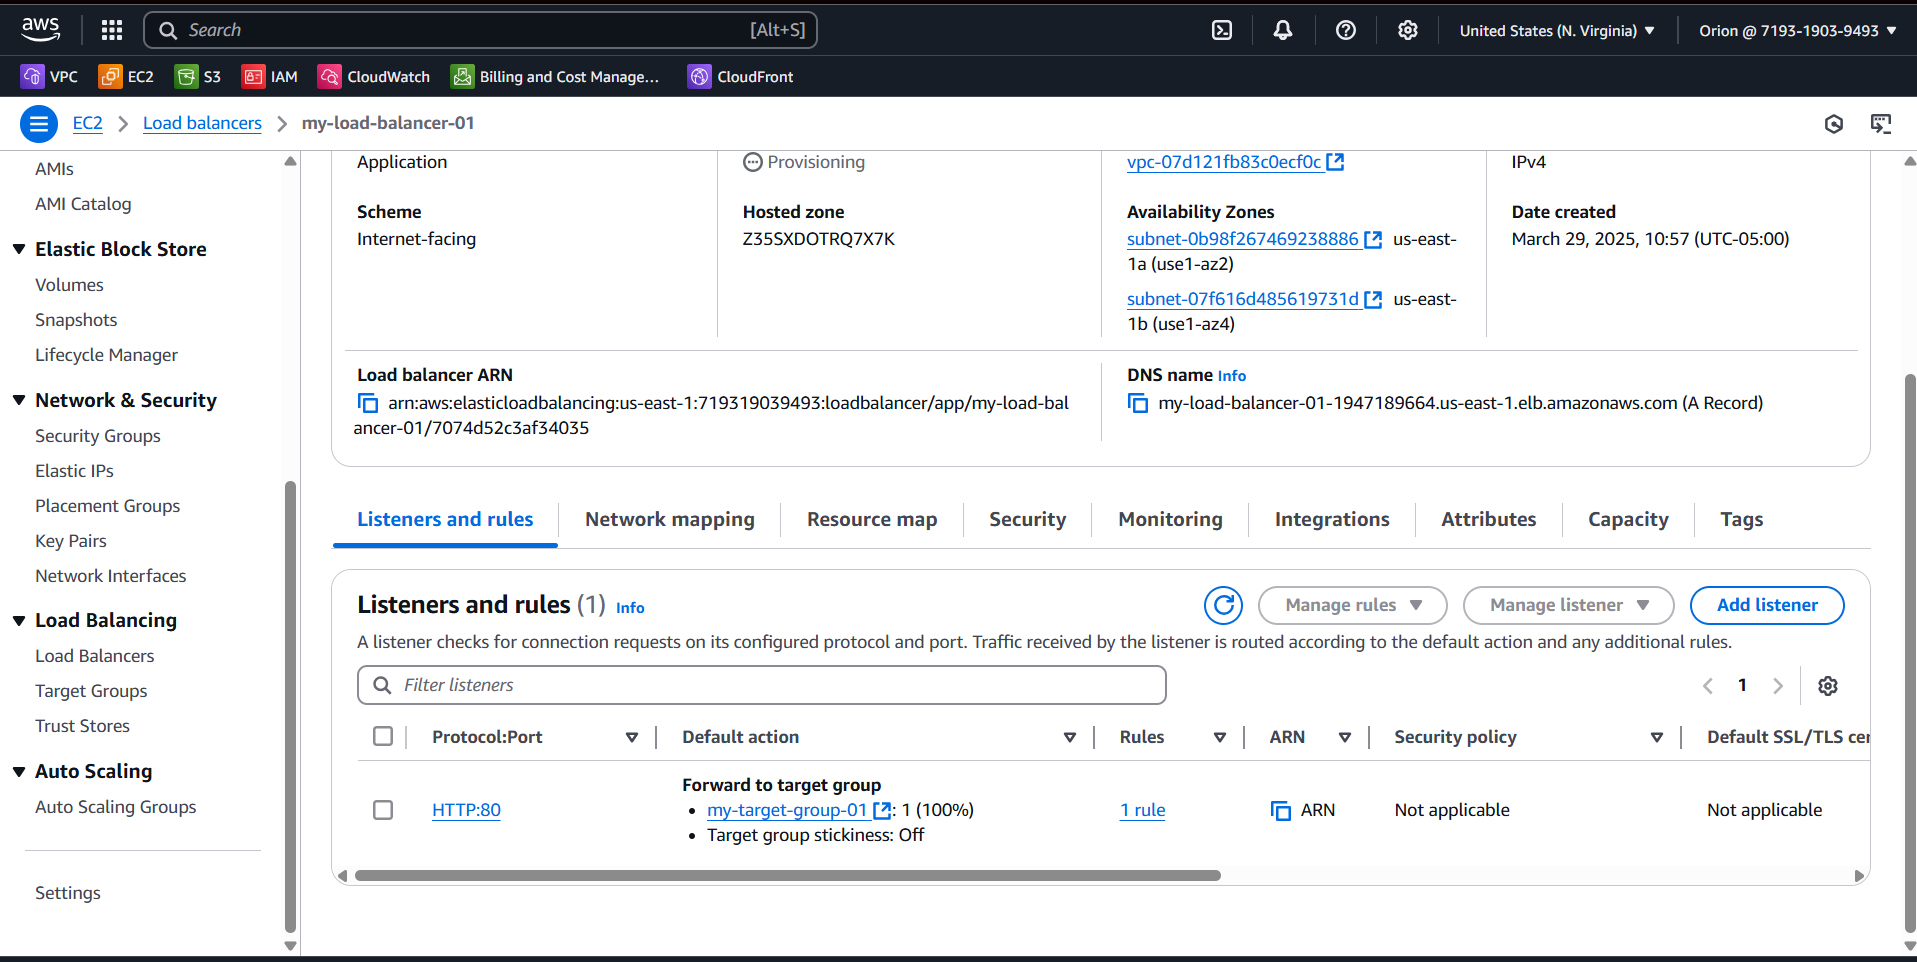 aws
Search [Alt+S]
United States (N. Virginia)
Orion @ 7193-1903-9493
VPC
EC2
S3
IAM
CloudWatch
Billing and Cost Manage...
CloudFront
EC2
Load balancers
my-load-balancer-01
AMIs
AMI Catalog
Elastic Block Store
Volumes
Snapshots
Lifecycle Manager
Network & Security
Security Groups
Elastic IPs
Placement Groups
Key Pairs
Network Interfaces
Load Balancing
Load Balancers
Target Groups
Trust Stores
Auto Scaling
Auto Scaling Groups
Settings
Application
Scheme
Internet-facing
Provisioning
Hosted zone
Z35SXDOTRQ7X7K
vpc-07d121fb83c0ecf0c
Availability Zones
subnet-0b98f267469238886 us-east-
1a (use1-az2)
subnet-07f616d485619731d us-east-
1b (use1-az4)
IPv4
Date created
March 29, 2025, 10:57 (UTC-05:00)
Load balancer ARN
arn:aws:elasticloadbalancing:us-east-1:719319039493:loadbalancer/app/my-load-bal
ancer-01/7074d52c3af34035
DNS name Info
my-load-balancer-01-1947189664.us-east-1.elb.amazonaws.com (A Record)
Listeners and rules
Network mapping
Resource map
Security
Monitoring
Integrations
Attributes
Capacity
Tags
Listeners and rules (1) Info
Manage rules
Manage listener
Add listener
A listener checks for connection requests on its configured protocol and port. Traffic received by the listener is routed according to the default action and any additional rules.
Filter listeners
1
Protocol:Port
Default action
Rules
ARN
Security policy
Default SSL/TLS cer
HTTP:80
Forward to target group
• my-target-group-01 : 1 (100%)
• Target group stickiness: Off
1 rule
ARN
Not applicable
Not applicable